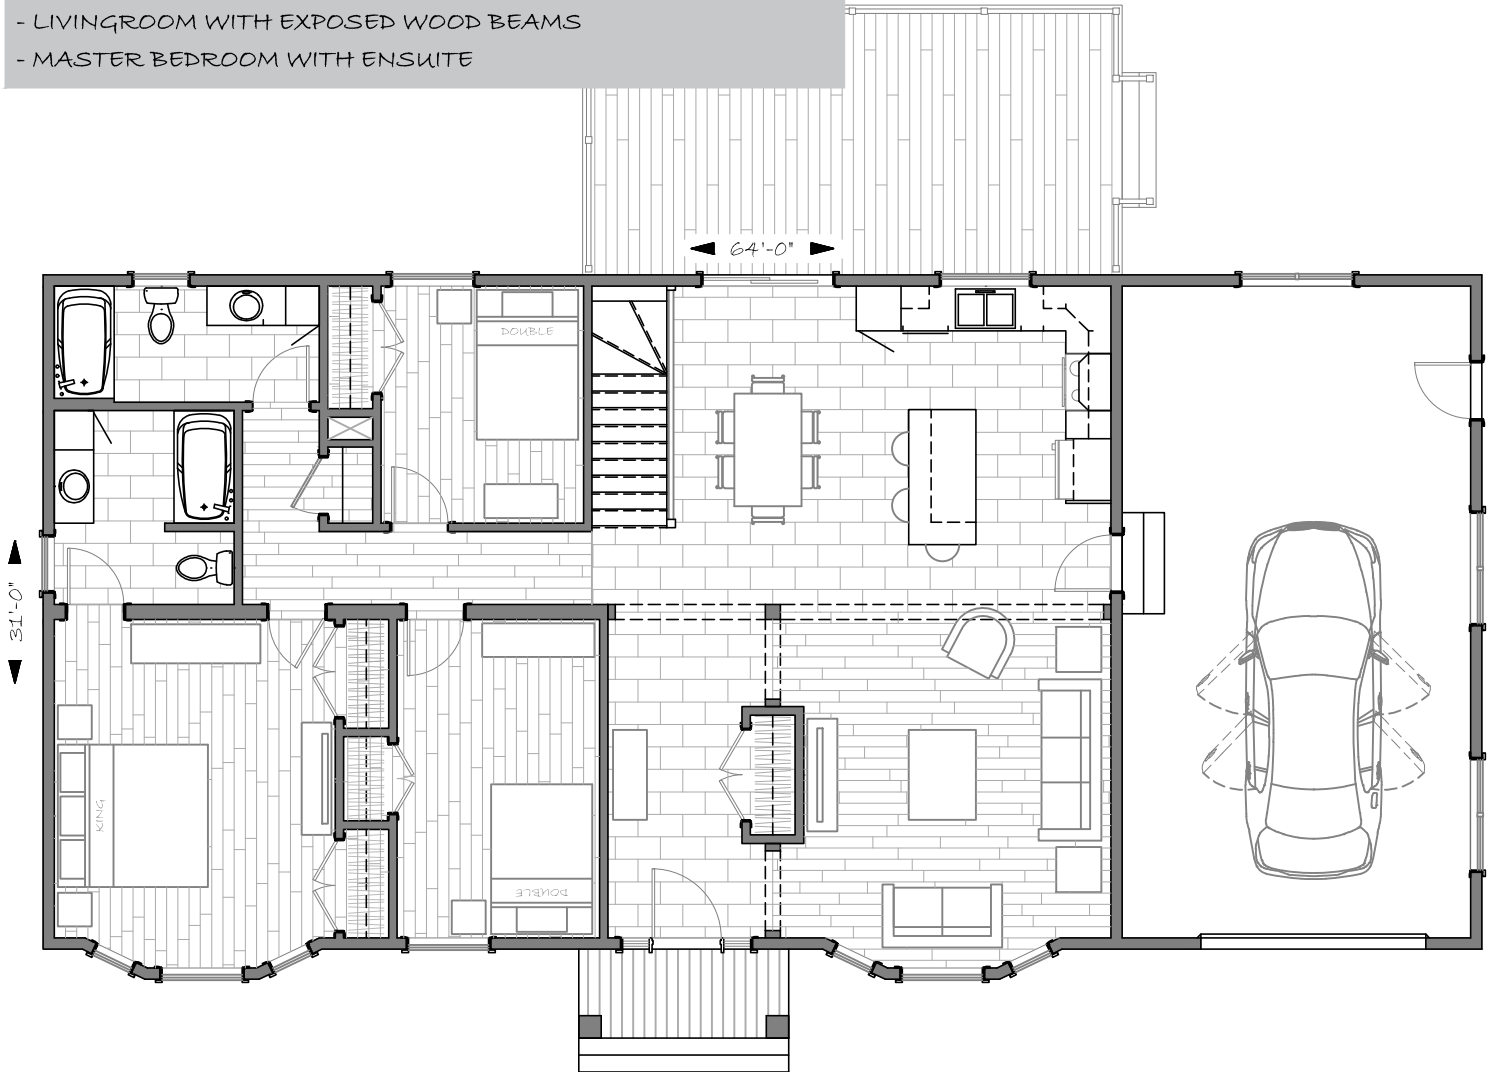 - LIVINGROOM WITH EXPOSED WOOD BEAMS
- MASTER BEDROOM WITH ENSUITE
64'-0"
DOUBLE
31'-0"
KING
DOUBLE